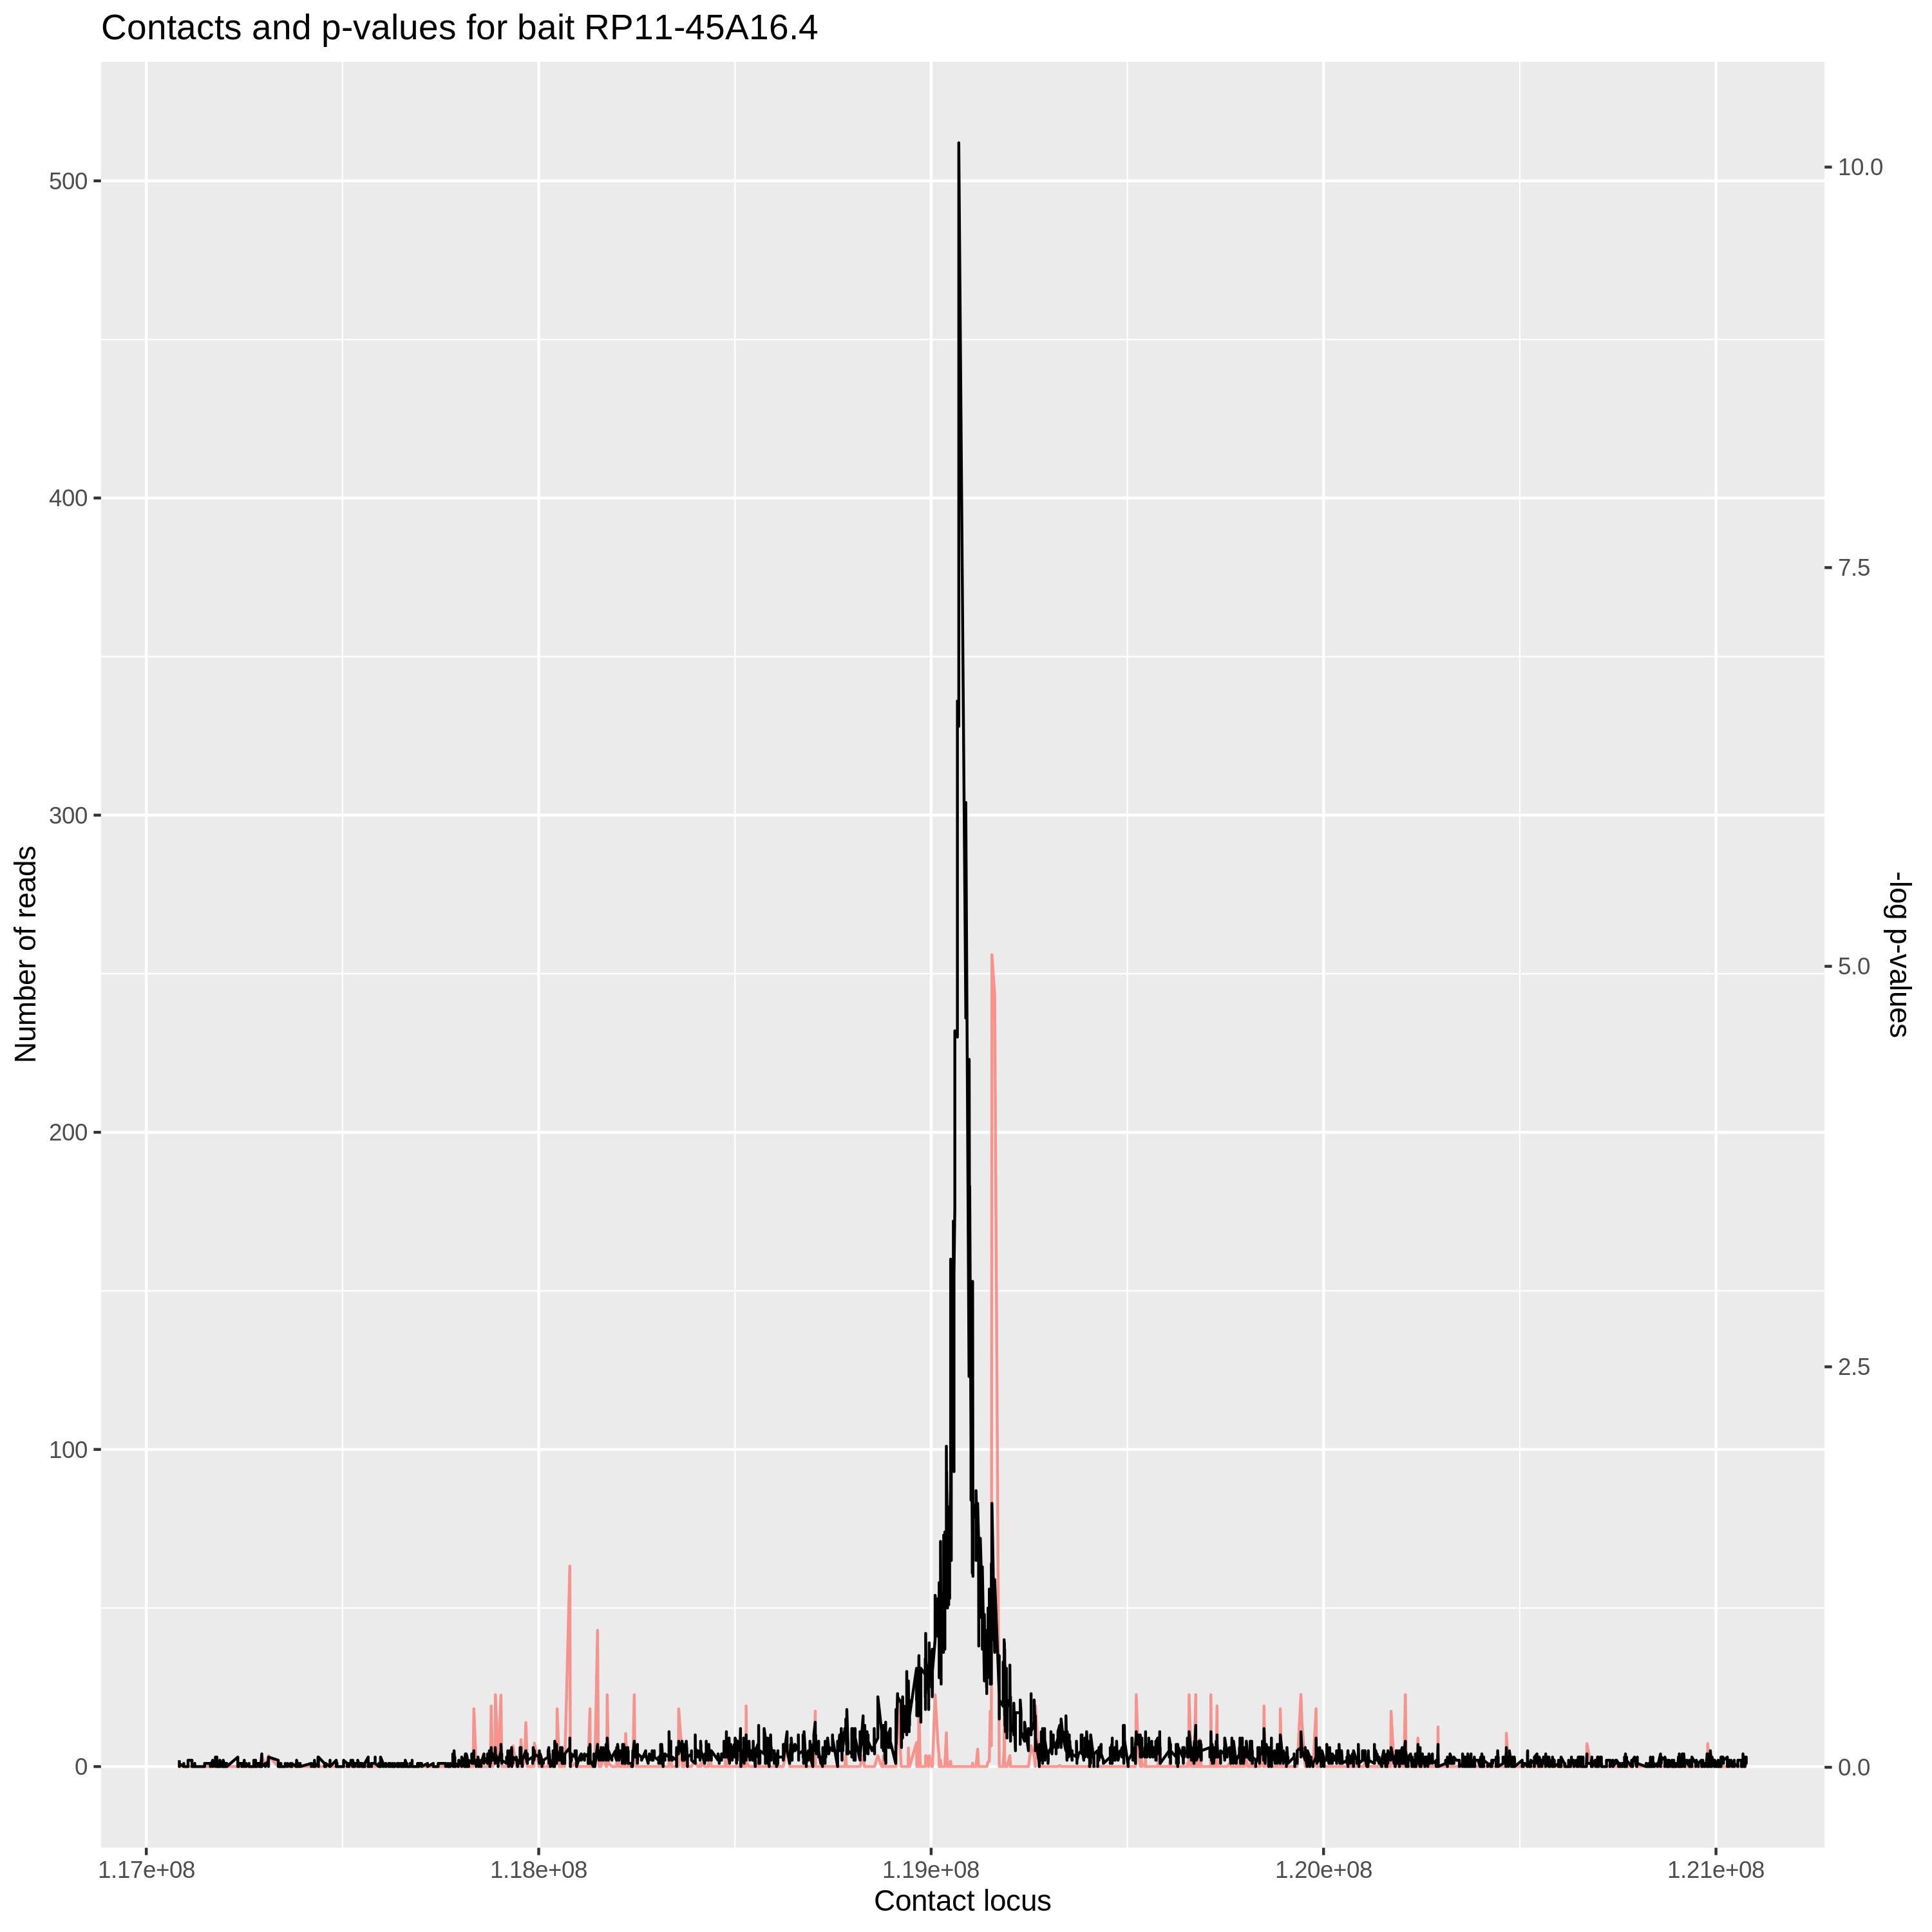 Contacts and p-values for bait RP11-45A16.4
500
400
300
200
100
0
Number of reads
10.0
7.5
5.0
2.5
0.0
-log p-values
1.17e+08
1.18e+08
1.19e+08
1.20e+08
1.21e+08
Contact locus